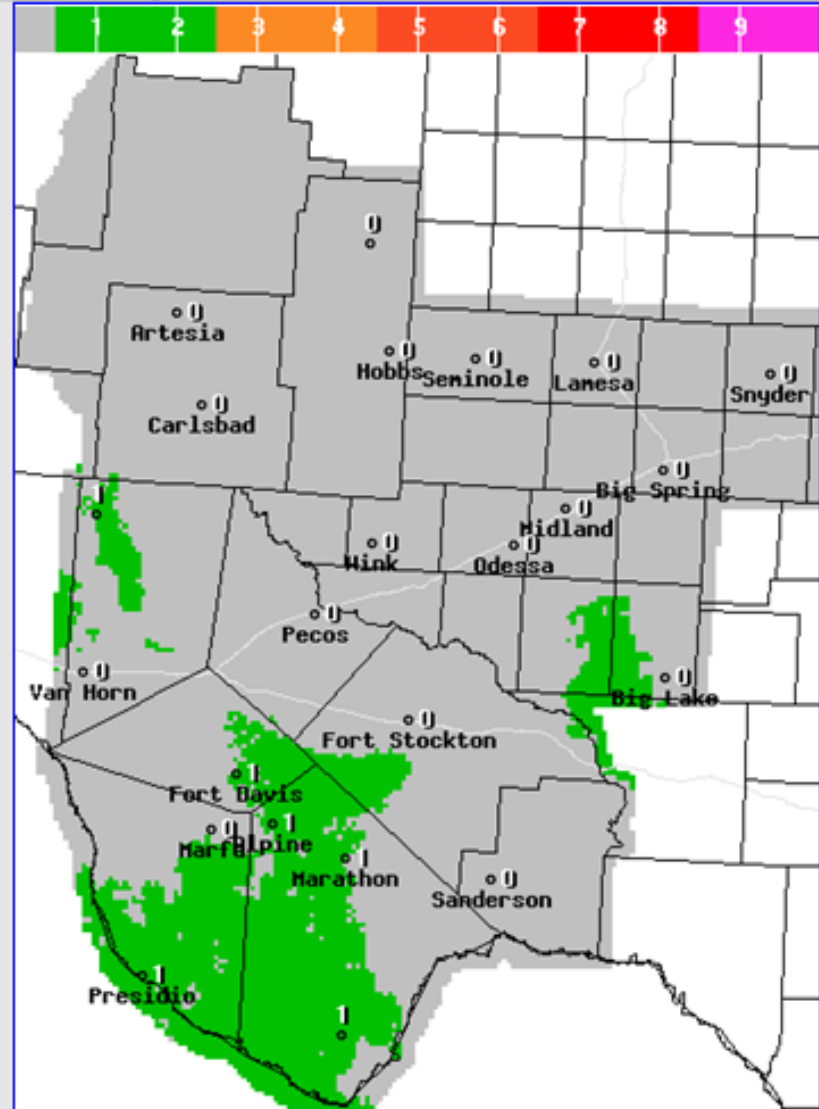 1 2 3 4 5 6 7 8 9
0
0
Artesia
0
Hobbs
0
Seminole
0
Lamesa
0
Snyder
0
Carlsbad
0
Big Spring
1
0
Midland
0
Wink
0
Odessa
0
Pecos
0
Van Horn
0
Big Lake
0
Fort Stockton
1
Fort Davis
0
Marfa
1
Alpine
1
Marathon
0
Sanderson
1
Presidio
1